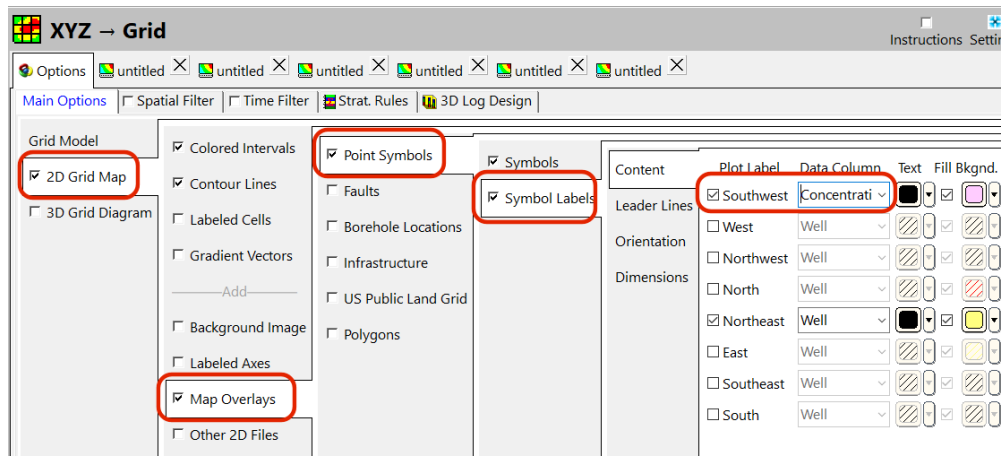 XYZ → Grid
Instructions Settin
Options untitled untitled untitled untitled untitled untitled
Main Options Spatial Filter Time Filter Strat. Rules 3D Log Design
Grid Model
2D Grid Map
3D Grid Diagram
Colored Intervals
Contour Lines
Labeled Cells
Gradient Vectors
Add
Background Image
Labeled Axes
Map Overlays
Other 2D Files
Point Symbols
Faults
Borehole Locations
Infrastructure
US Public Land Grid
Polygons
Symbols
Symbol Labels
Content
Leader Lines
Orientation
Dimensions
Plot Label Data Column Text Fill Bkgnd.
Southwest Concentrati
West Well
Northwest Well
North Well
Northeast Well
East Well
Southeast Well
South Well